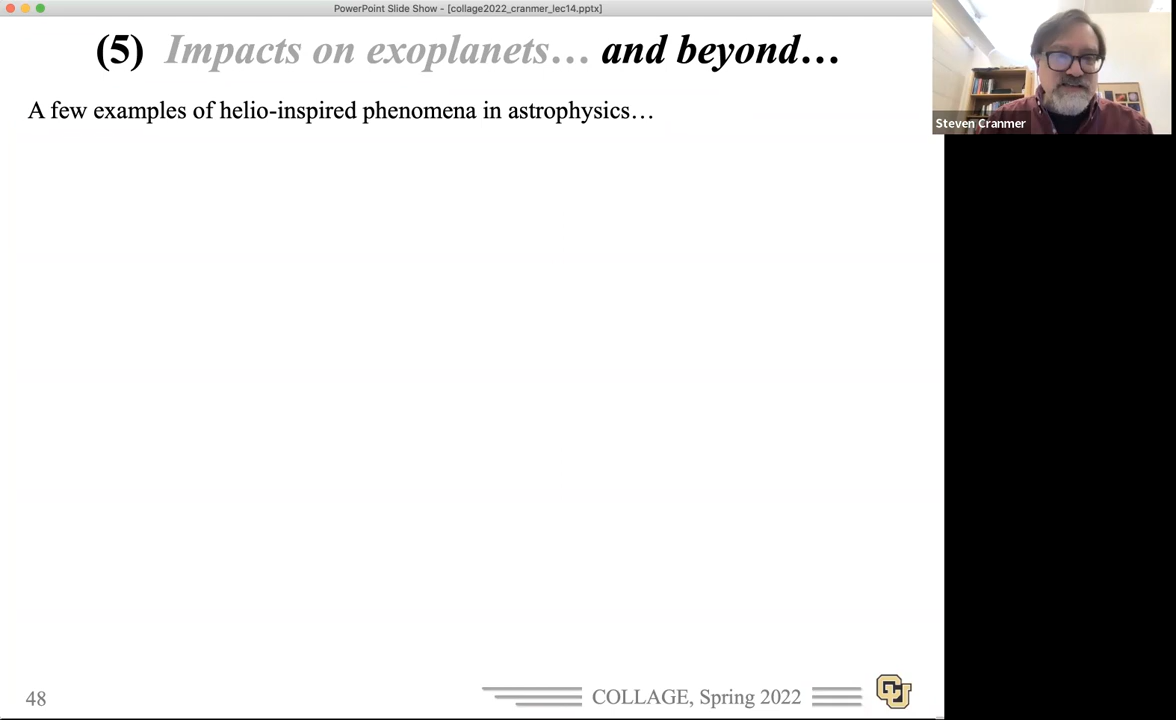 PowerPoint Slide Show - [collage2022_cranmer_lec14.pptx]
(5) Impacts on exoplanets… and beyond…
A few examples of helio-inspired phenomena in astrophysics…
Steven Cranmer
48
COLLAGE, Spring 2022
CU